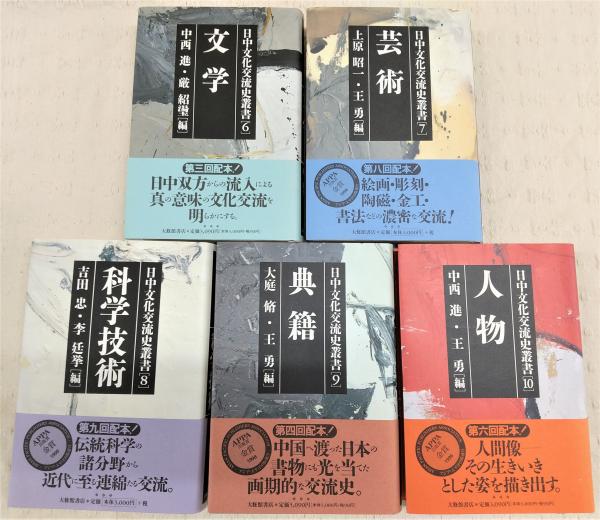 日中文化交流史叢書[6]
文学
中西 進・厳 紹璗[編]
第三回配本!
日中双方からの流入による
真の意味の文化交流を
明らかにする。
大修館書店
日中文化交流史叢書[7]
芸術
上原 昭一・王 勇[編]
第八回配本!
APPA
金賞
絵画・彫刻・
陶磁・金工・
書法などの濃密な交流!
大修館書店
日中文化交流史叢書[8]
科学技術
吉田 忠・李 廷挙[編]
第九回配本!
APPA
金賞
伝統科学の
諸分野から
近代に至る連綿たる交流。
大修館書店
日中文化交流史叢書[9]
典籍
大庭 脩・王 勇[編]
第四回配本!
APPA
金賞
中国へ渡った日本の
書物にも光を当てた
画期的な交流史。
大修館書店
日中文化交流史叢書[10]
人物
中西 進・王 勇[編]
第六回配本!
APPA
金賞
人間像
その生きいき
とした姿を描き出す。
大修館書店